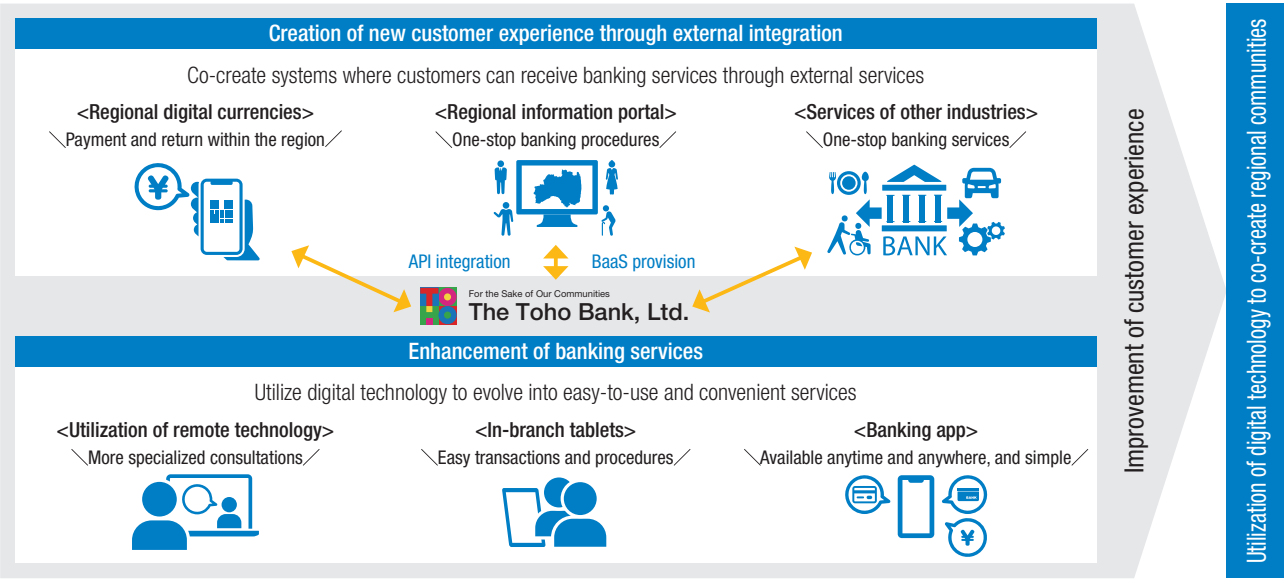 Creation of new customer experience through external integration
Co-create systems where customers can receive banking services through external services
<Regional digital currencies>
＼Payment and return within the region／
<Regional information portal>
＼One-stop banking procedures／
<Services of other industries>
＼One-stop banking services／
¥
BANK
API integration
BaaS provision
TOHO
For the Sake of Our Communities
The Toho Bank, Ltd.
Enhancement of banking services
Utilize digital technology to evolve into easy-to-use and convenient services
<Utilization of remote technology>
＼More specialized consultations／
<In-branch tablets>
＼Easy transactions and procedures／
<Banking app>
＼Available anytime and anywhere, and simple／
BANK
¥
Improvement of customer experience
Utilization of digital technology to co-create regional communities